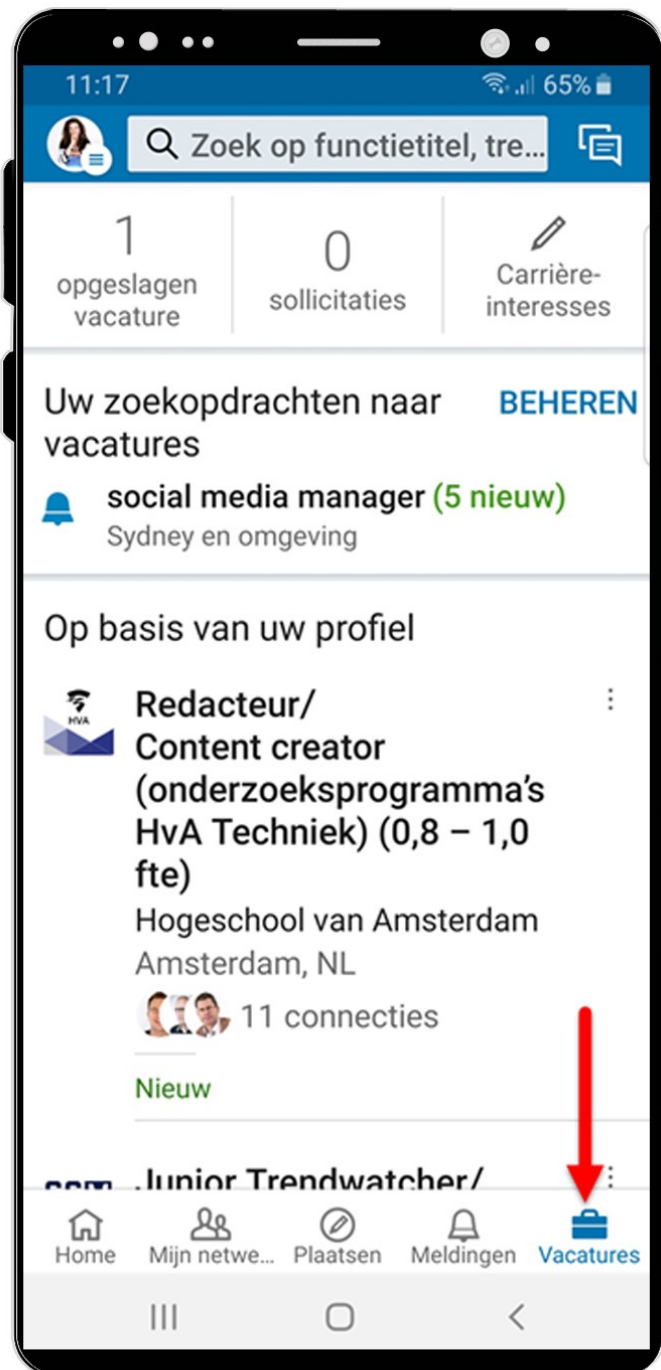 11:17
65%
Zoek op functietitel, tre...
1
opgeslagen
vacature
0
sollicitaties
Carrière-
interesses
Uw zoekopdrachten naar
vacatures
BEHEREN
social media manager (5 nieuw)
Sydney en omgeving
Op basis van uw profiel
HVA
Redacteur/
Content creator
(onderzoeksprogramma's
HvA Techniek) (0,8 – 1,0
fte)
Hogeschool van Amsterdam
Amsterdam, NL
11 connecties
Nieuw
Junior Trendwatcher/
Home
Mijn netwe...
Plaatsen
Meldingen
Vacatures